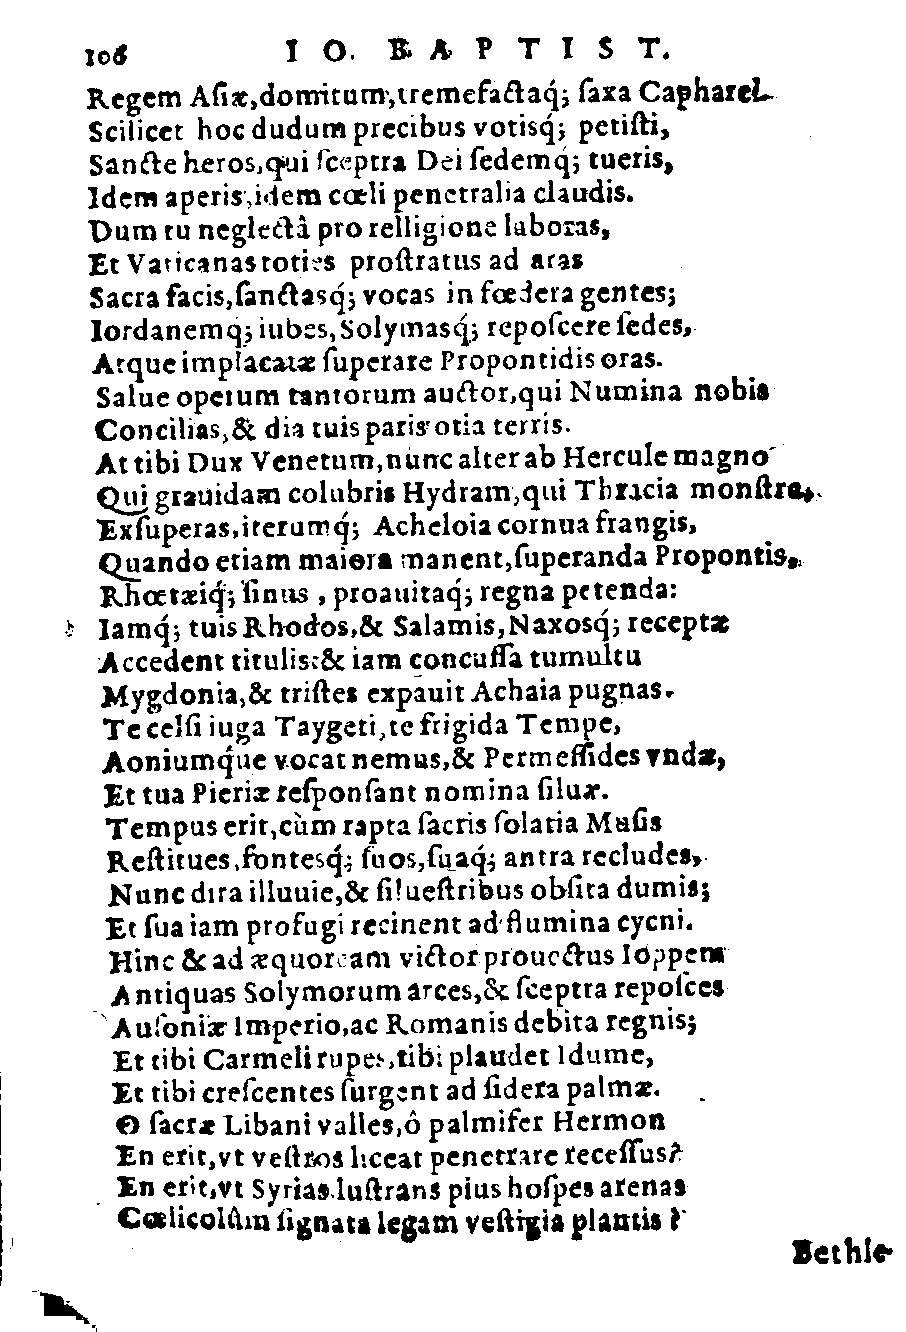 106 IO. BAPTIST.
Regem Asiæ, domitum, tremefactaq́; saxa Capharei.
Scilicet hoc dudum precibus votisq́; petisti,
Sancte heros, qui sceptra Dei sedemq́; tueris,
Idem aperis, idem cœli penetralia claudis.
Dum tu neglectâ pro relligione laboras,
Et Vaticanas toties prostratus ad aras
Sacra facis, sanctasq́; vocas in fœdera gentes;
Iordanemq; iubes, Solymasq́; reposcere sedes,
Atque implacatæ superare Propontidis oras.
Salue operum tantorum auctor, qui Numina nobis
Concilias, & dia tuis paris otia terris.
At tibi Dux Venetum, nunc alter ab Hercule magno
Qui grauidam colubris Hydram, qui Thracia monstra,
Exsuperas, iterumq́; Acheloia cornua frangis,
Quando etiam maiora manent, superanda Propontis,
Rhœtæiq́; sinus, proauitaq́; regna petenda:
Iamq́; tuis Rhodos, & Salamis, Naxosq́; receptæ
Accedent titulis: & iam concussa tumultu
Mygdonia, & tristes expauit Achaia pugnas.
Te celsi iuga Taygeti, te frigida Tempe,
Aoniumq́ue vocat nemus, & Permessides vndæ,
Et tua Pieriæ responsant nomina siluæ.
Tempus erit, cùm rapta sacris solatia Musis
Restitues, fontesq́; suos, suaq́; antra recludes,
Nunc dira illuuie, & siluestribus obsita dumis;
Et sua iam profugi recinent ad flumina cycni.
Hinc & ad æquoream victor prouectus Ioppem
Antiquas Solymorum arces, & sceptra reposces
Ausoniæ Imperio, ac Romanis debita regnis;
Et tibi Carmeli rupes, tibi plaudet Idume,
Et tibi crescentes surgent ad sidera palmæ.
O sacræ Libani valles, ô palmifer Hermon
En erit, vt vestros liceat penetrare recessus?
En erit, vt Syrias lustrans pius hospes arenas
Cœlicolûm signata legam vestigia plantis?
Bethle-